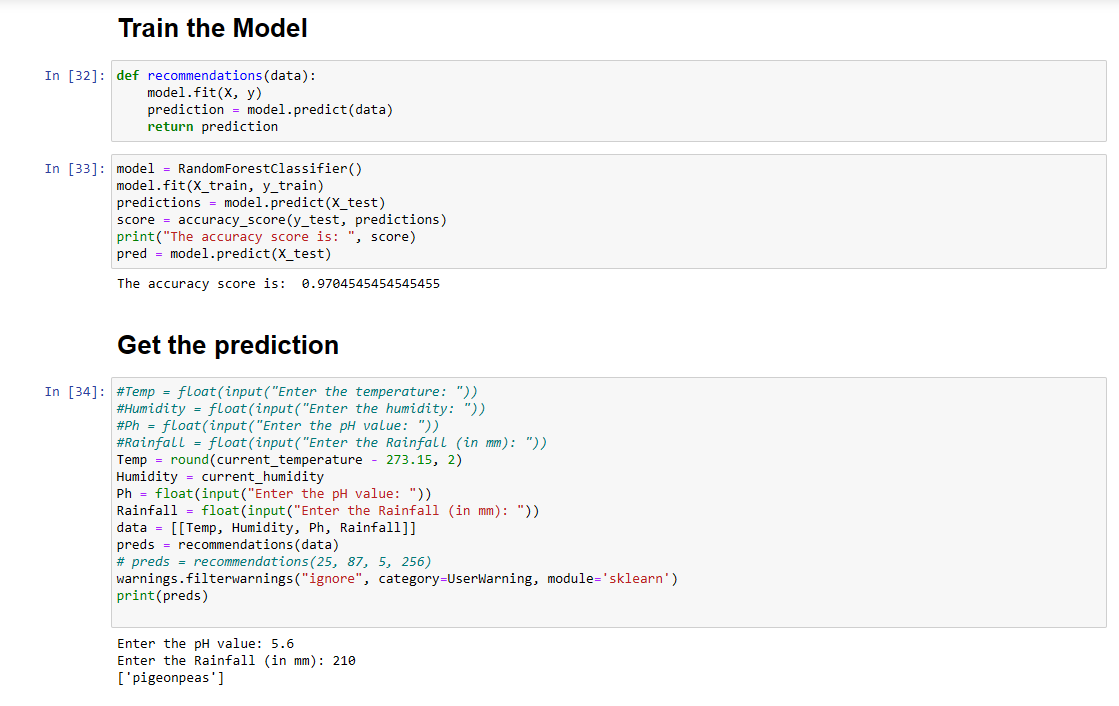 Train the Model
In [32]: def recommendations(data):
    model.fit(X, y)
    prediction = model.predict(data)
    return prediction
In [33]: model = RandomForestClassifier()
model.fit(X_train, y_train)
predictions = model.predict(X_test)
score = accuracy_score(y_test, predictions)
print("The accuracy score is: ", score)
pred = model.predict(X_test)
The accuracy score is:  0.9704545454545455
Get the prediction
In [34]: #Temp = float(input("Enter the temperature: "))
#Humidity = float(input("Enter the humidity: "))
#Ph = float(input("Enter the pH value: "))
#Rainfall = float(input("Enter the Rainfall (in mm): "))
Temp = round(current_temperature - 273.15, 2)
Humidity = current_humidity
Ph = float(input("Enter the pH value: "))
Rainfall = float(input("Enter the Rainfall (in mm): "))
data = [[Temp, Humidity, Ph, Rainfall]]
preds = recommendations(data)
# preds = recommendations(25, 87, 5, 256)
warnings.filterwarnings("ignore", category=UserWarning, module='sklearn')
print(preds)
Enter the pH value: 5.6
Enter the Rainfall (in mm): 210
['pigeonpeas']